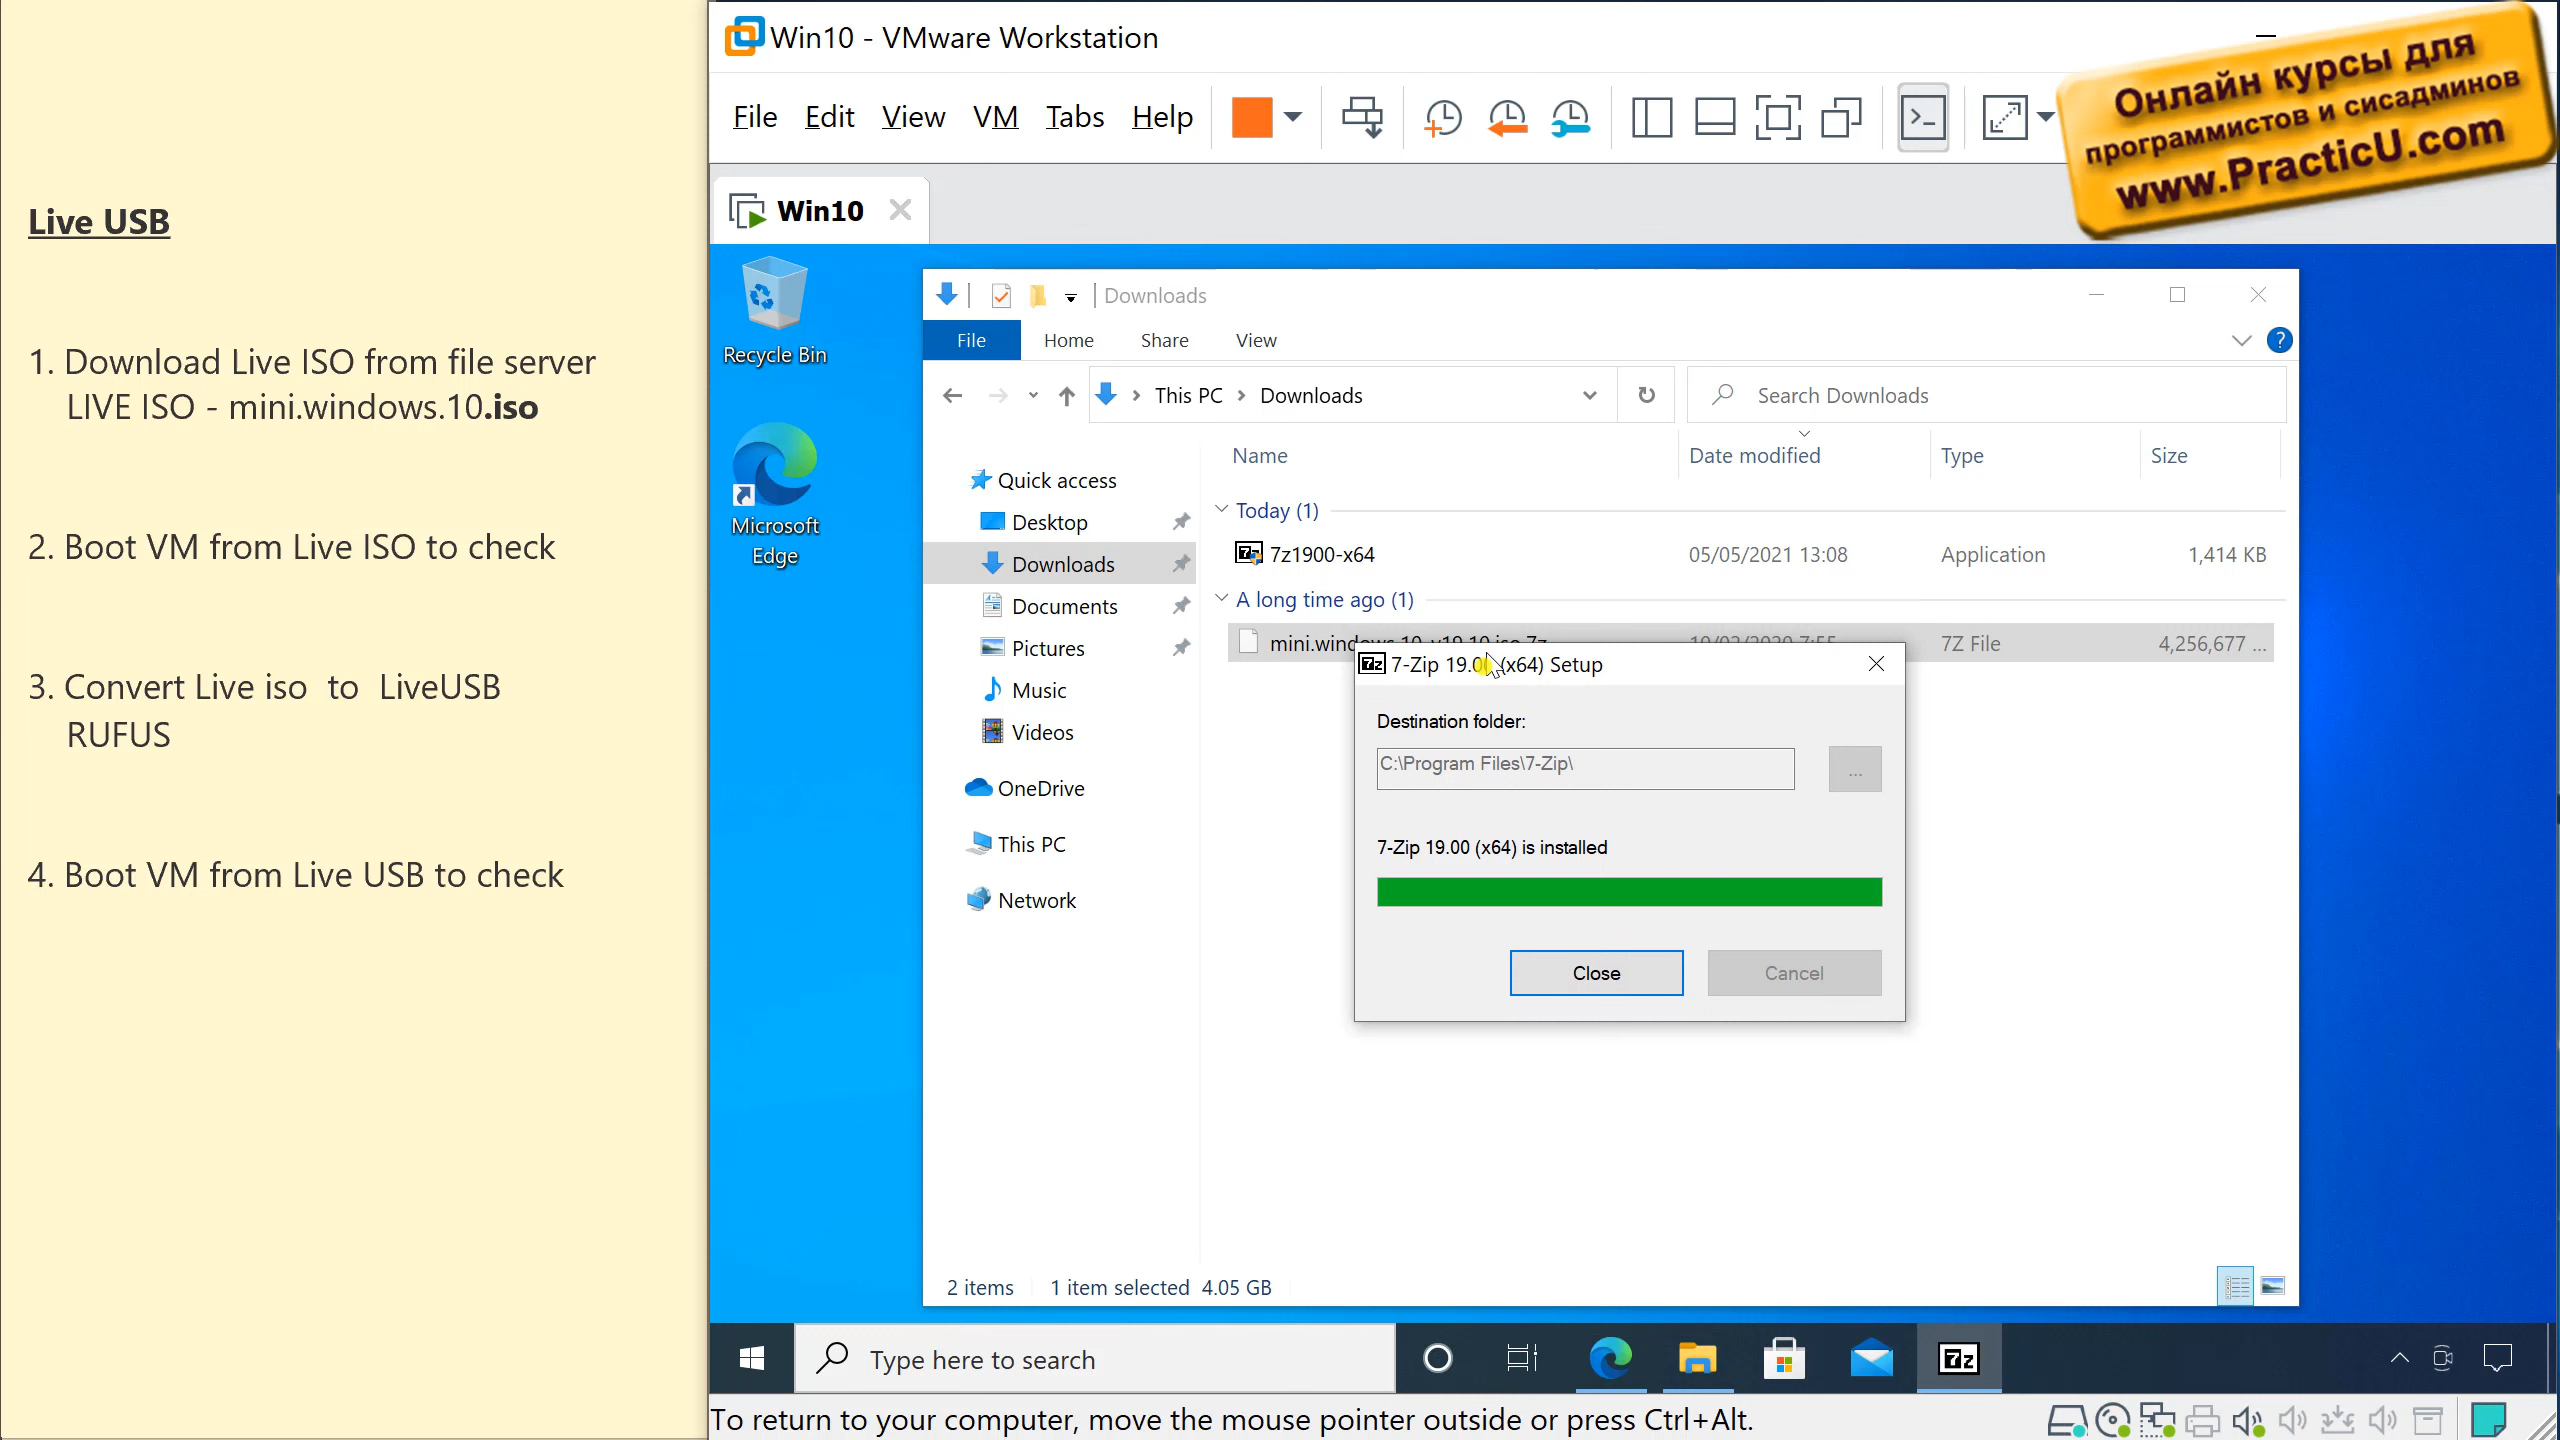 Live USB
1. Download Live ISO from file server
LIVE ISO - mini.windows.10.iso
2. Boot VM from Live ISO to check
3. Convert Live iso to LiveUSB
RUFUS
4. Boot VM from Live USB to check
Win10 - VMware Workstation
File Edit View VM Tabs Help
Онлайн курсы для
программистов и сисадминов
www.PracticU.com
Win10
Recycle Bin
Microsoft
Edge
Downloads
File Home Share View
This PC > Downloads
Search Downloads
Name Date modified Type Size
Quick access
Desktop
Downloads
Documents
Pictures
Music
Videos
OneDrive
This PC
Network
Today (1)
7z1900-x64 05/05/2021 13:08 Application 1,414 KB
A long time ago (1)
7Z File 4,256,677 ...
7-Zip 19.00 (x64) Setup
Destination folder:
C:\Program Files\7-Zip\
...
7-Zip 19.00 (x64) is installed
Close Cancel
2 items 1 item selected 4.05 GB
Type here to search
To return to your computer, move the mouse pointer outside or press Ctrl+Alt.